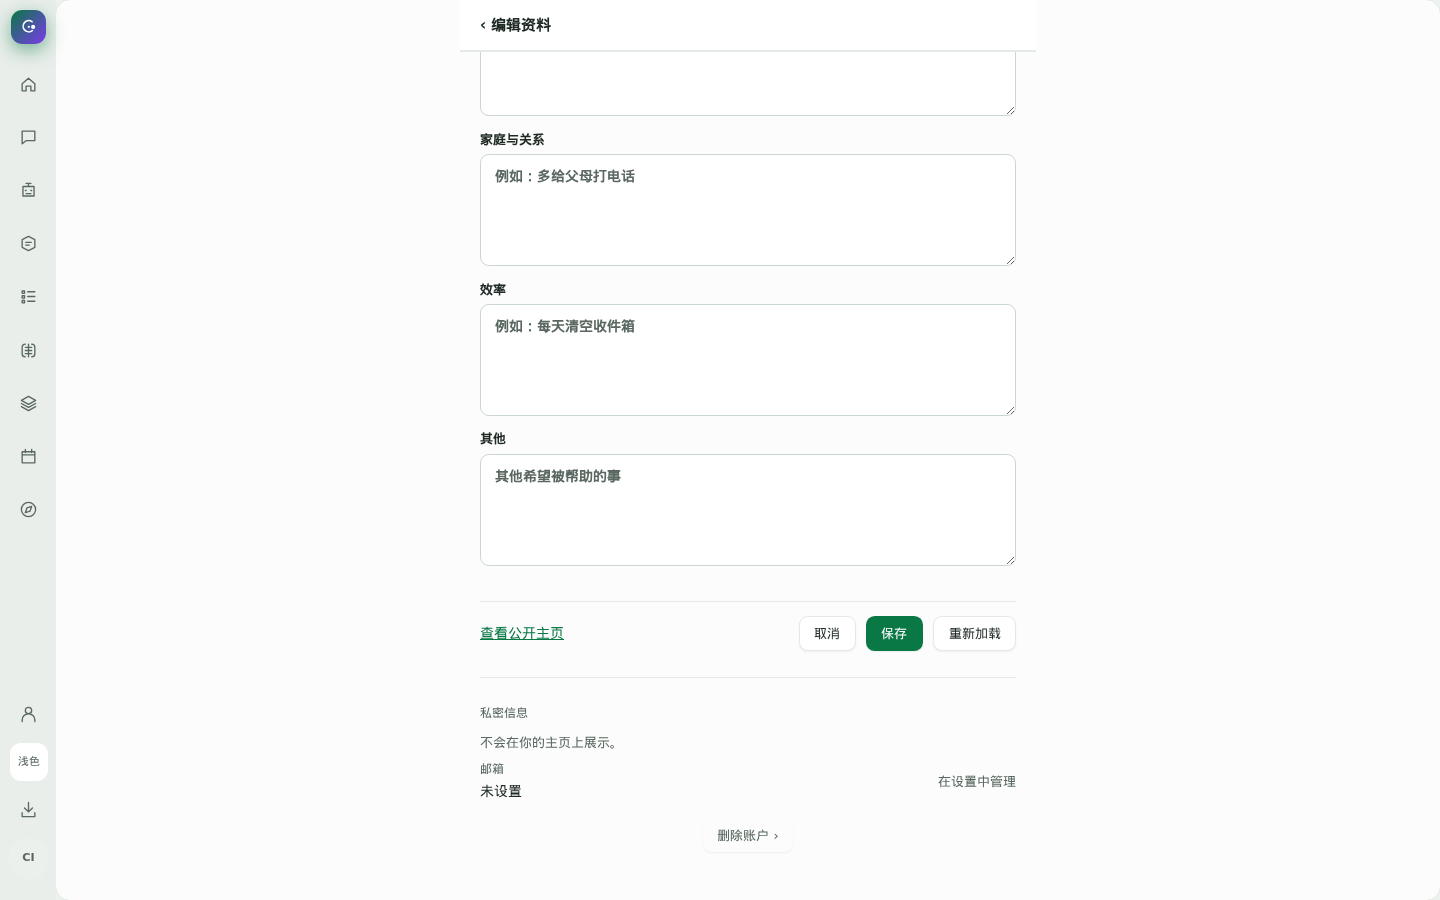 ‹ 编辑资料
家庭与关系
例如：多给父母打电话
效率
例如：每天清空收件箱
其他
其他希望被帮助的事
查看公开主页
取消
保存
重新加载
私密信息
不会在你的主页上展示。
邮箱
未设置
在设置中管理
删除账户 ›
浅色
CI